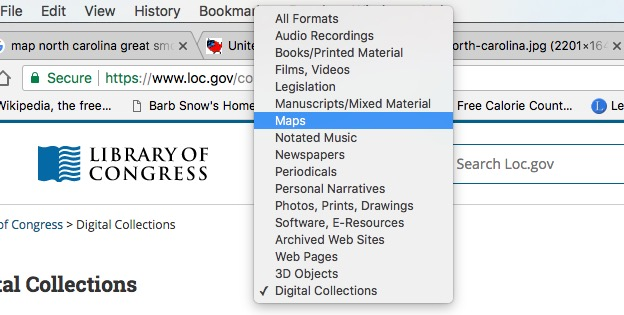 File Edit View History Bookmar
map north carolina great sm
Unite
orth-carolina.jpg (2201×16
Secure https://www.loc.gov/co
Wikipedia, the free...
Barb Snow's Home
Free Calorie Count...
Le
LIBRARY OF
CONGRESS
Search Loc.gov
of Congress > Digital Collections
tal Collections
All Formats
Audio Recordings
Books/Printed Material
Films, Videos
Legislation
Manuscripts/Mixed Material
Maps
Notated Music
Newspapers
Periodicals
Personal Narratives
Photos, Prints, Drawings
Software, E-Resources
Archived Web Sites
Web Pages
3D Objects
✓ Digital Collections